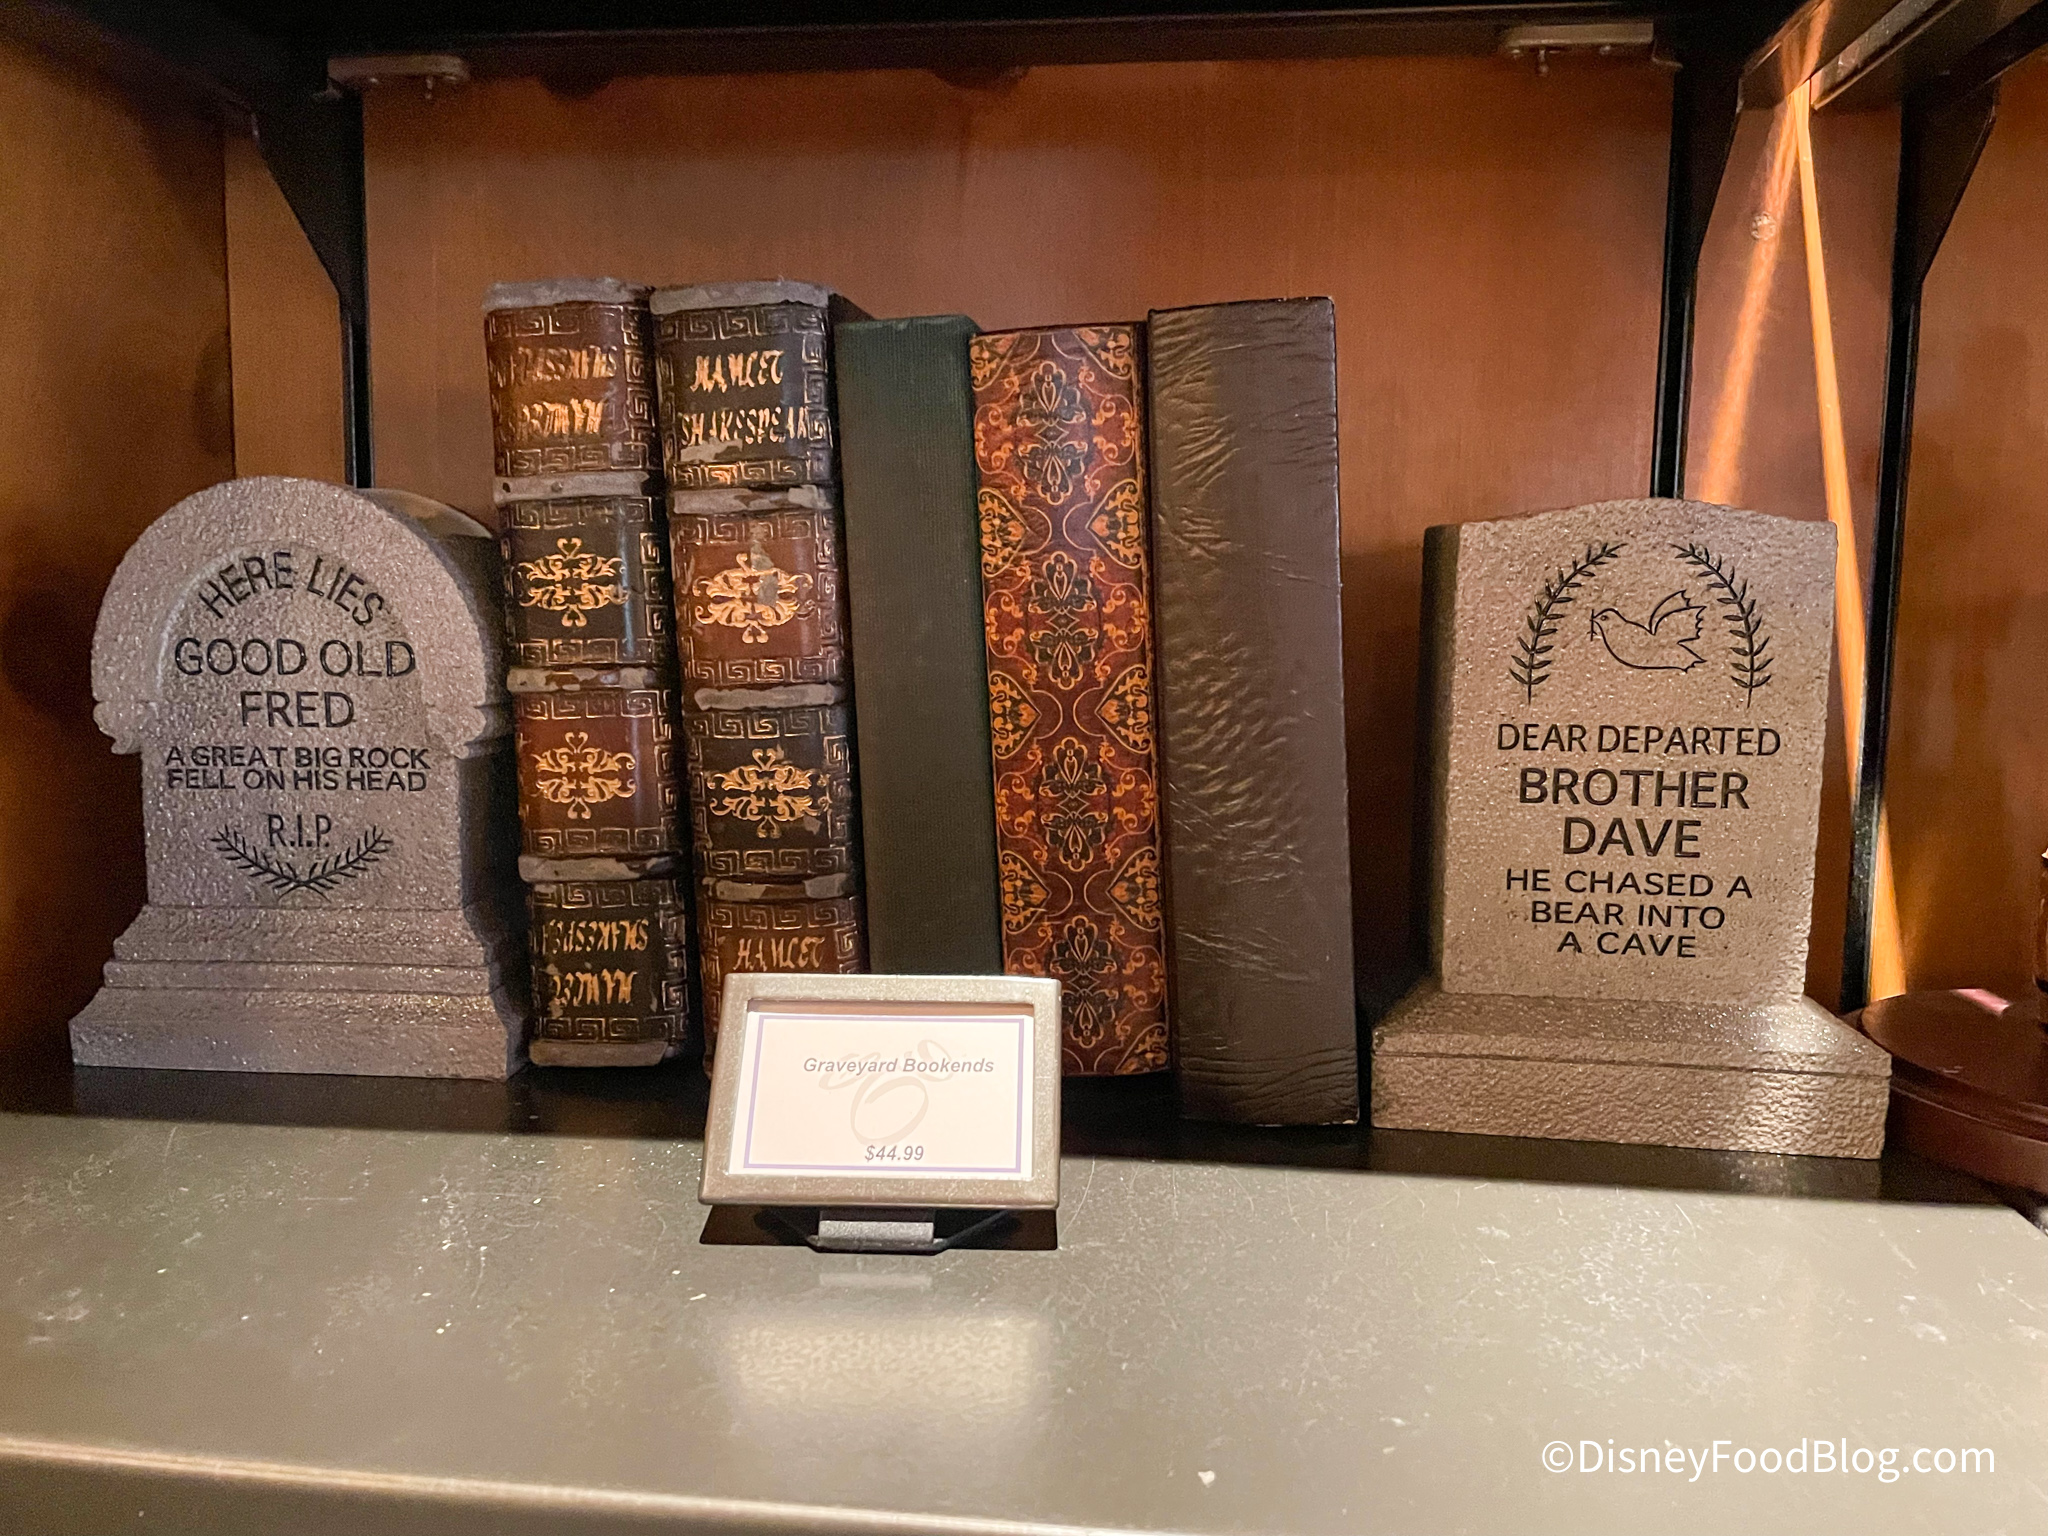 HERE LIES
GOOD OLD
FRED
A GREAT BIG ROCK
FELL ON HIS HEAD
R.I.P.
HAMLET
SHAKESPEAR
HAMLET
DEAR DEPARTED
BROTHER
DAVE
HE CHASED A
BEAR INTO
A CAVE
Graveyard Bookends
$44.99
©DisneyFoodBlog.com